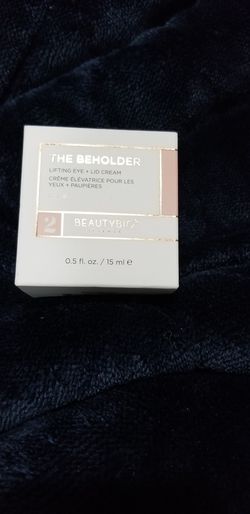 THE BEHOLDER
LIFTING EYE + LID CREAM
CRÈME ÉLÉVATRICE POUR LES
YEUX + PAUPIÈRES
2
BEAUTYBIO
0.5 fl. oz. / 15 ml e